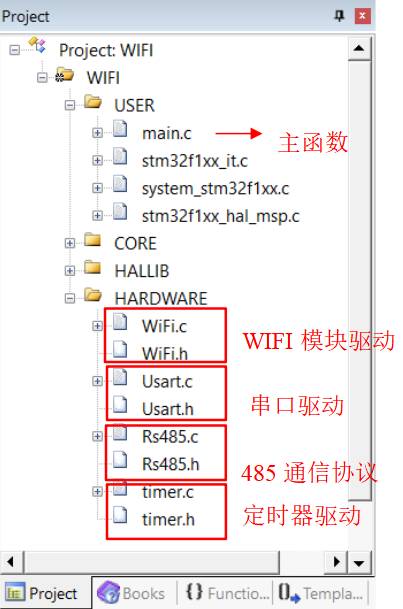 Project
Project: WIFI
WIFI
USER
main.c 主函数
stm32f1xx_it.c
system_stm32f1xx.c
stm32f1xx_hal_msp.c
CORE
HALLIB
HARDWARE
WiFi.c
WiFi.h
WIFI 模块驱动
Usart.c
Usart.h
串口驱动
Rs485.c
Rs485.h
485 通信协议
timer.c
timer.h
定时器驱动
Project Books {} Functio... 0 Templa...